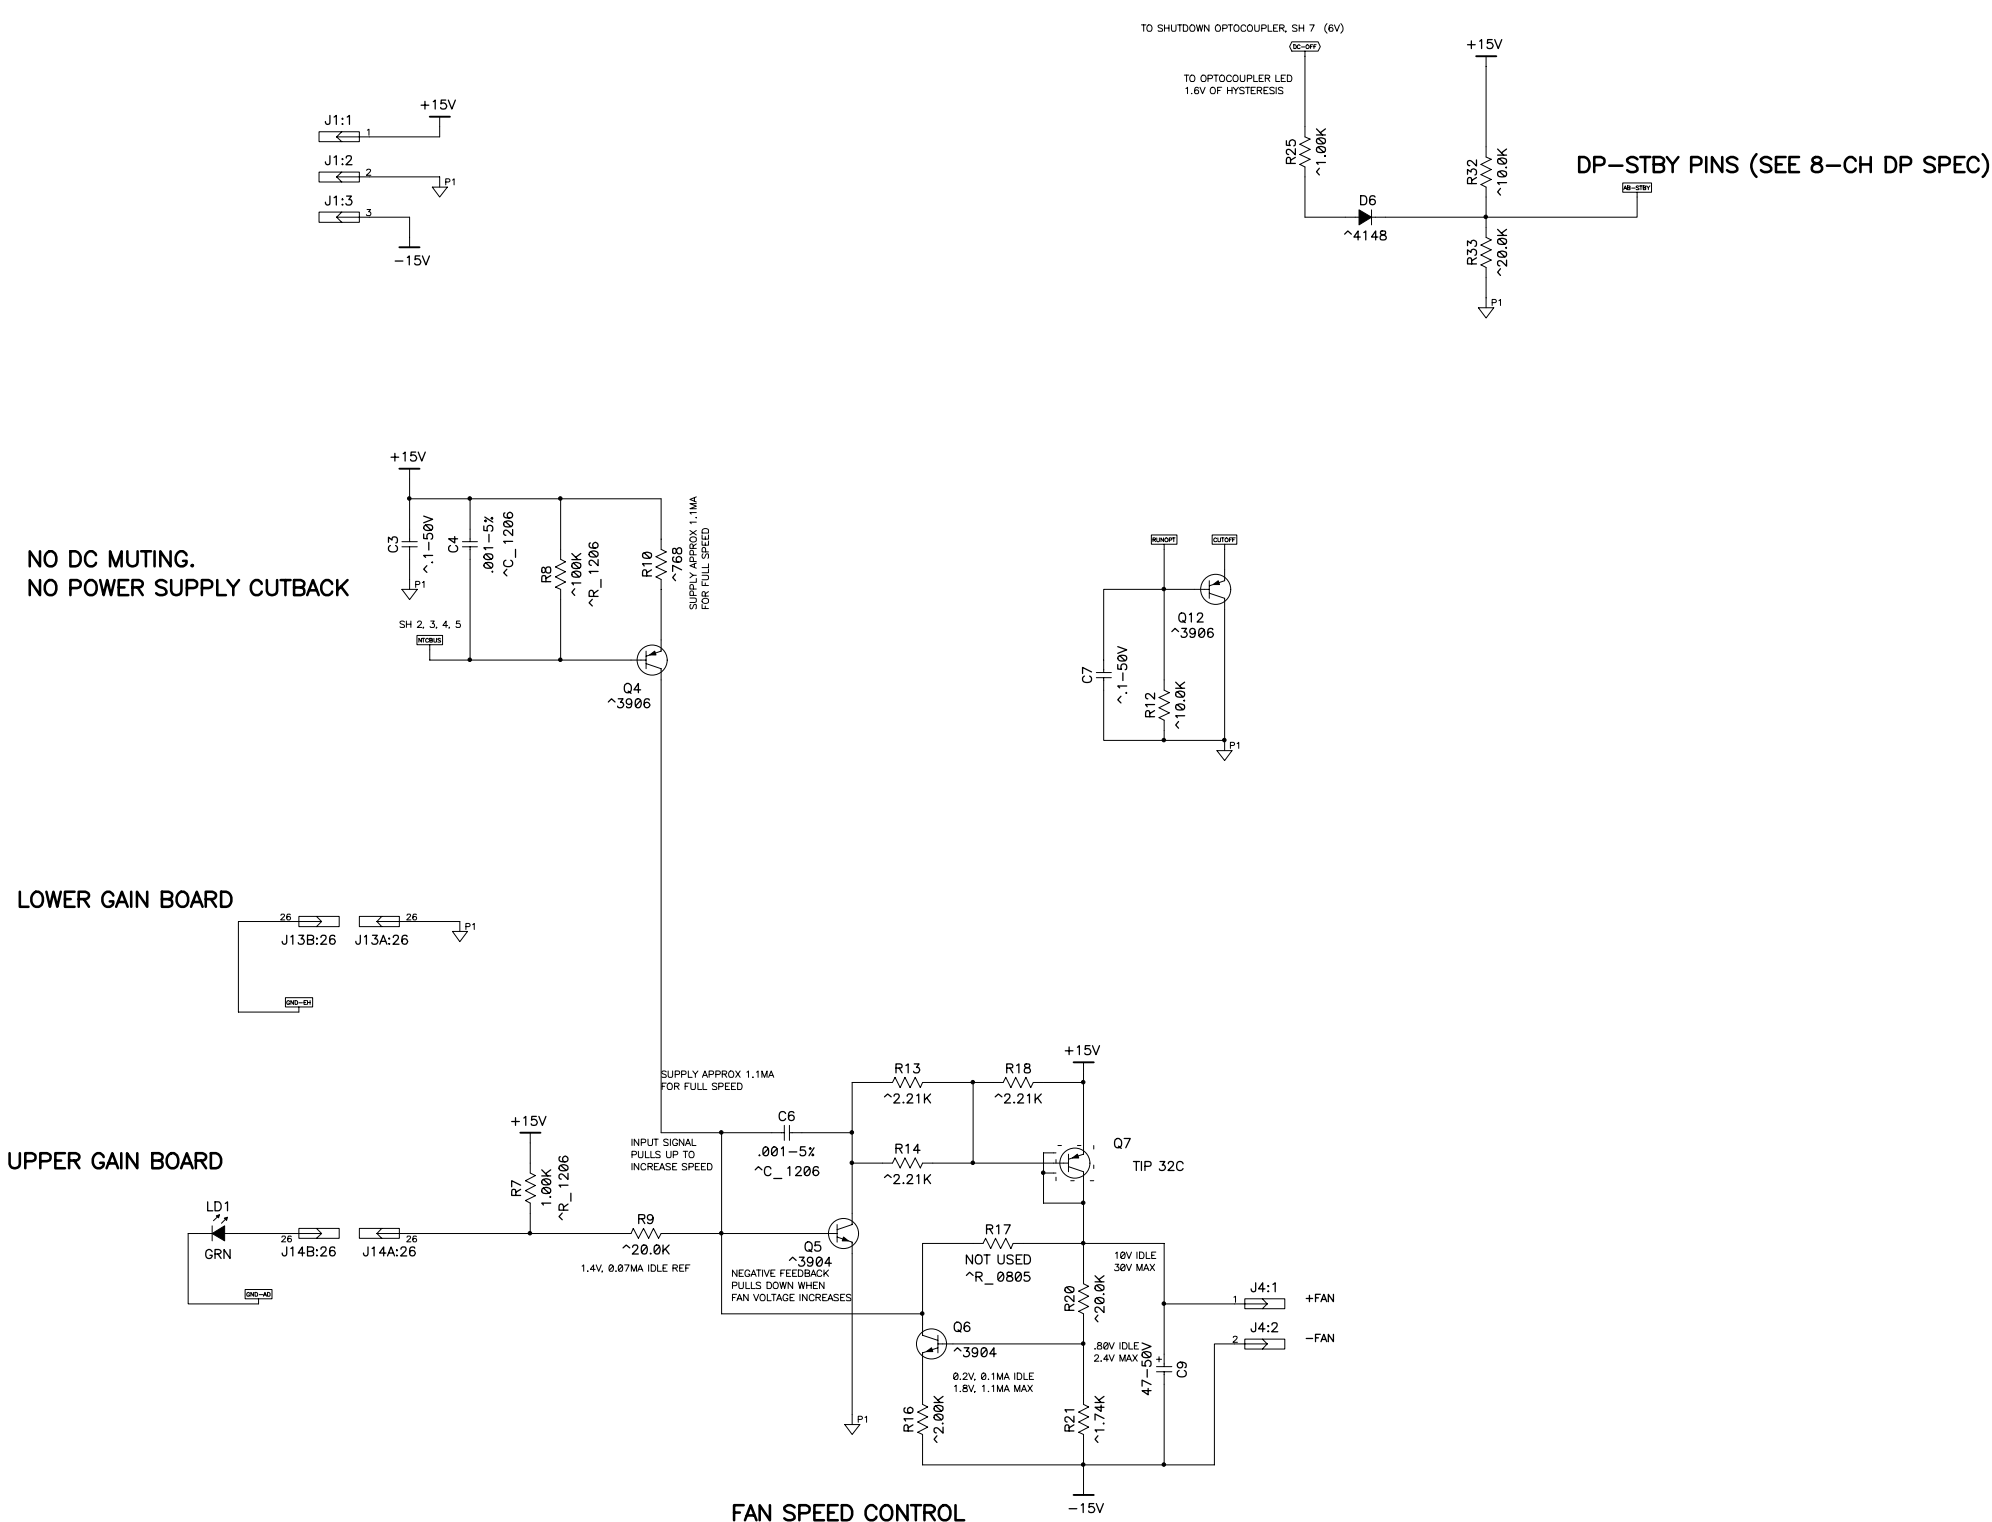 TO SHUTDOWN OPTOCOUPLER, SH 7 (6V)
DC-OFF
+15V
TO OPTOCOUPLER LED
1.6V OF HYSTERESIS
R25
^1.00K
R32
^10.0K
DP-STBY PINS (SEE 8-CH DP SPEC)
AB-STBY
D6
^4148
R33
^20.0K
P1
+15V
J1:1
1
J1:2
2
P1
J1:3
3
-15V
+15V
C3
^.1-50V
P1
C4
.001-5%
^C_1206
R8
^100K
^R_1206
R10
^768
SUPPLY APPROX 1.1MA
FOR FULL SPEED
NO DC MUTING.
NO POWER SUPPLY CUTBACK
SH 2, 3, 4, 5
NTCBUS
Q4
^3906
RUNOPT
CUTOFF
Q12
^3906
C7
^.1-50V
R12
^10.0K
P1
LOWER GAIN BOARD
26
J13B:26
26
J13A:26
P1
GND-EH
SUPPLY APPROX 1.1MA
FOR FULL SPEED
R13
^2.21K
R18
^2.21K
+15V
C6
.001-5%
^C_1206
R14
^2.21K
Q7
TIP 32C
INPUT SIGNAL
PULLS UP TO
INCREASE SPEED
UPPER GAIN BOARD
+15V
R7
1.00K
^R_1206
LD1
GRN
26
J14B:26
26
J14A:26
GND-AD
R9
^20.0K
1.4V, 0.07MA IDLE REF
Q5
^3904
NEGATIVE FEEDBACK
PULLS DOWN WHEN
FAN VOLTAGE INCREASES
R17
NOT USED
^R_0805
10V IDLE
30V MAX
R20
^20.0K
J4:1
1
+FAN
J4:2
2
-FAN
Q6
^3904
.80V IDLE
2.4V MAX
+
47-50V
C9
0.2V, 0.1MA IDLE
1.8V, 1.1MA MAX
R16
^2.00K
R21
^1.74K
P1
-15V
FAN SPEED CONTROL